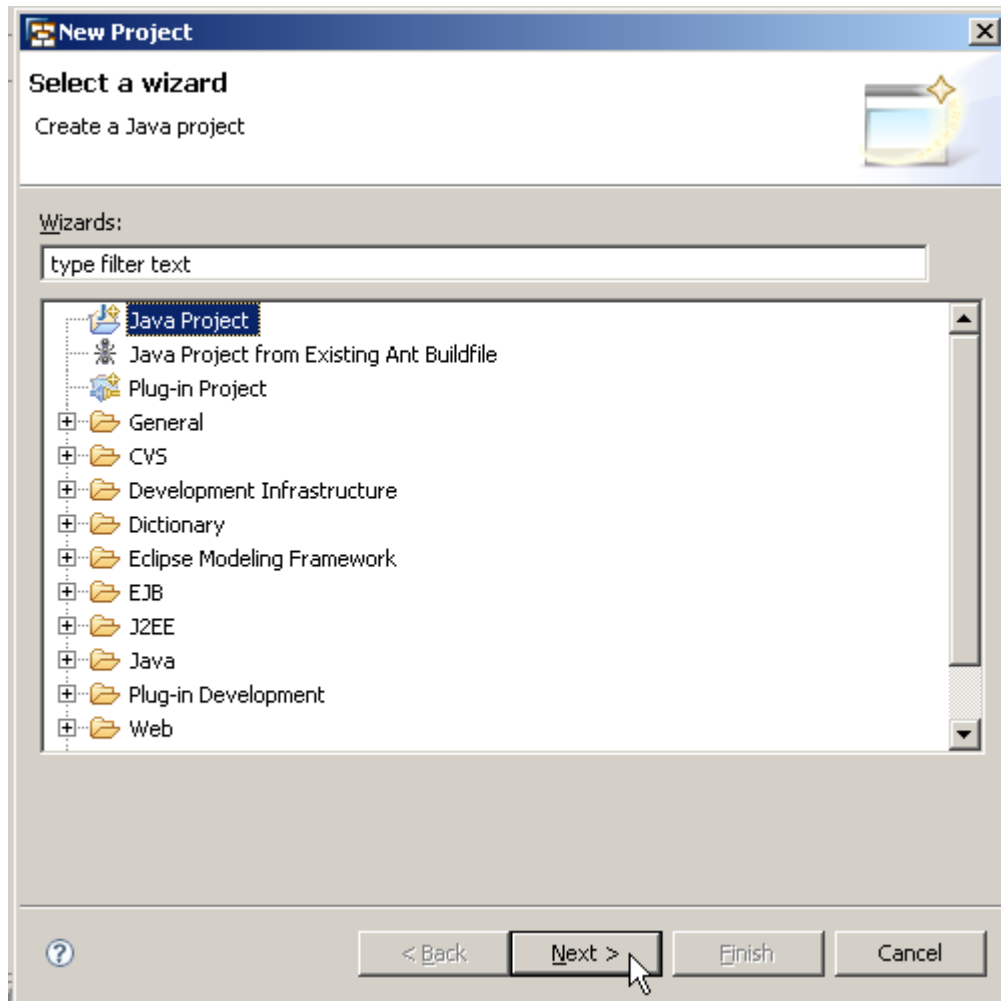 New Project
Select a wizard
Create a Java project
Wizards:
type filter text
Java Project
Java Project from Existing Ant Buildfile
Plug-in Project
General
CVS
Development Infrastructure
Dictionary
Eclipse Modeling Framework
EJB
J2EE
Java
Plug-in Development
Web
? < Back Next > Finish Cancel